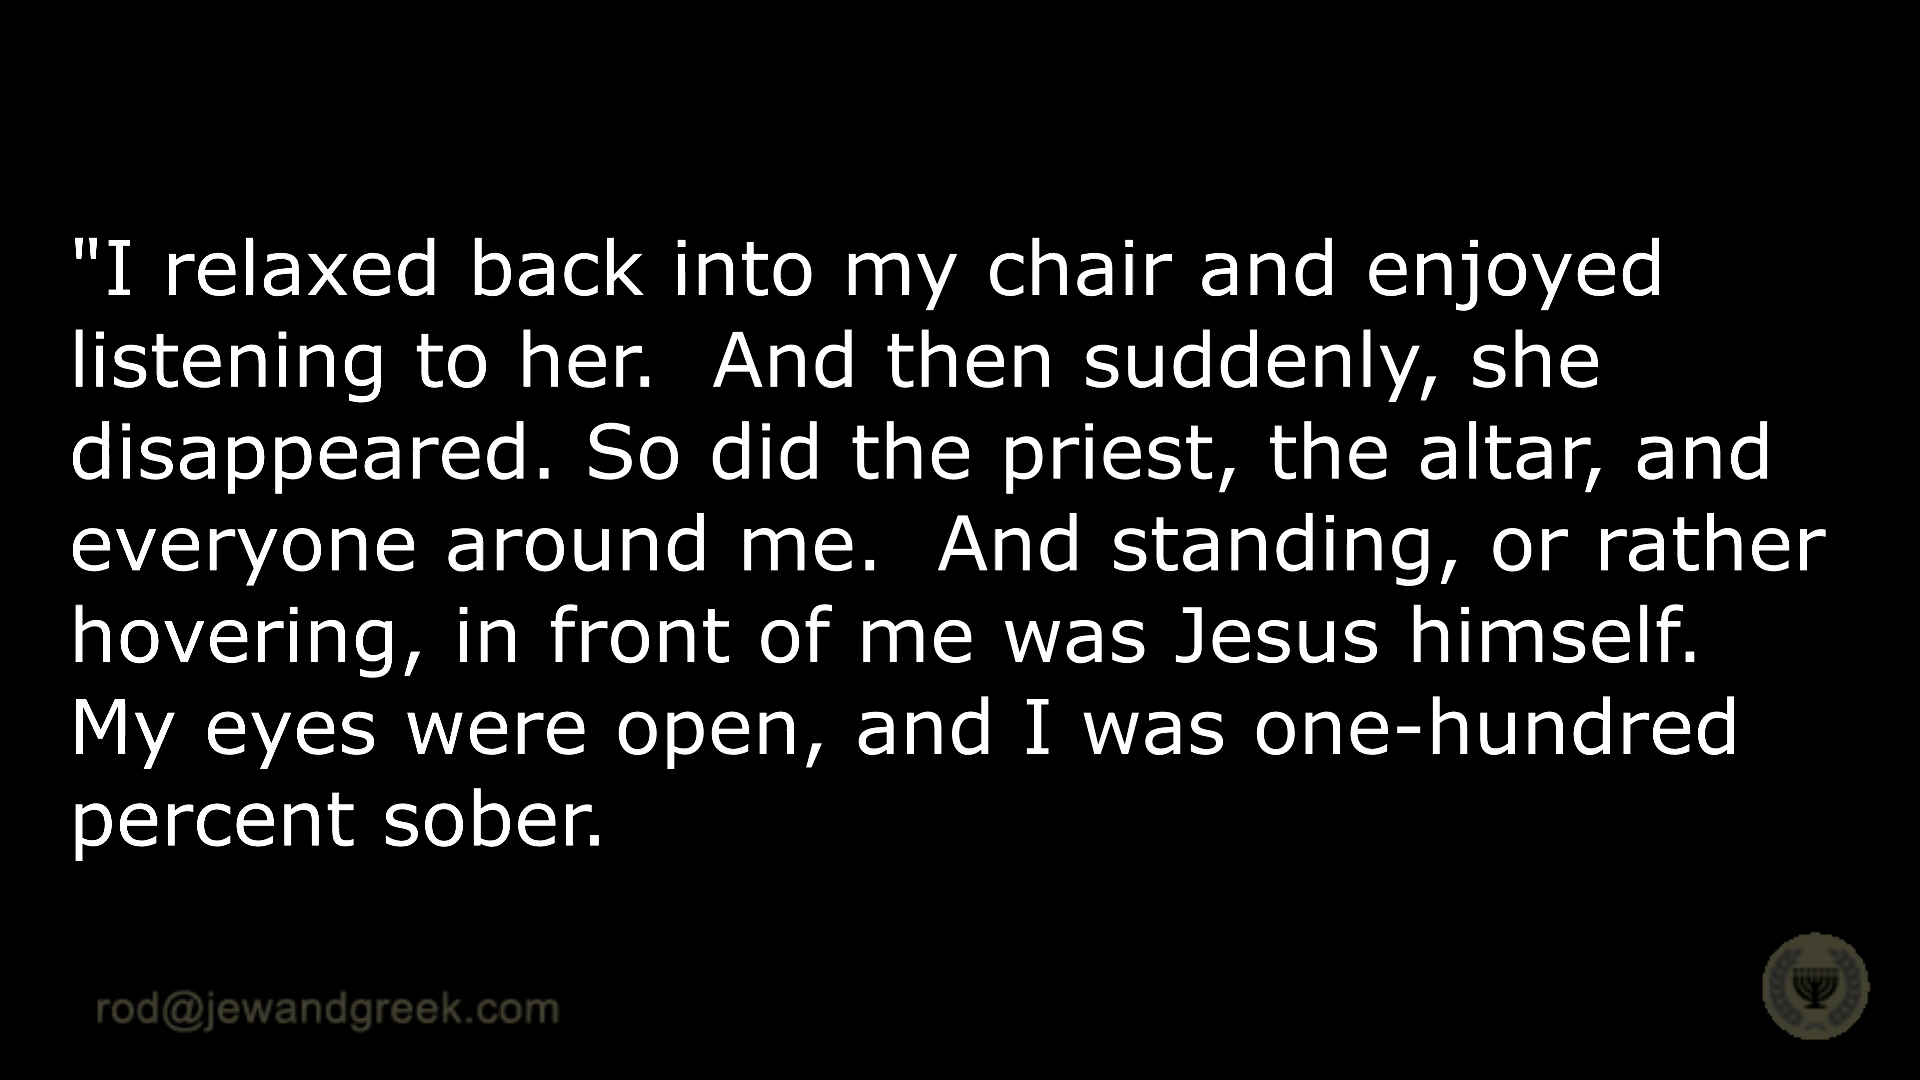 "I relaxed back into my chair and enjoyed
listening to her.  And then suddenly, she
disappeared. So did the priest, the altar, and
everyone around me.  And standing, or rather
hovering, in front of me was Jesus himself.
My eyes were open, and I was one-hundred
percent sober.
rod@jewandgreek.com